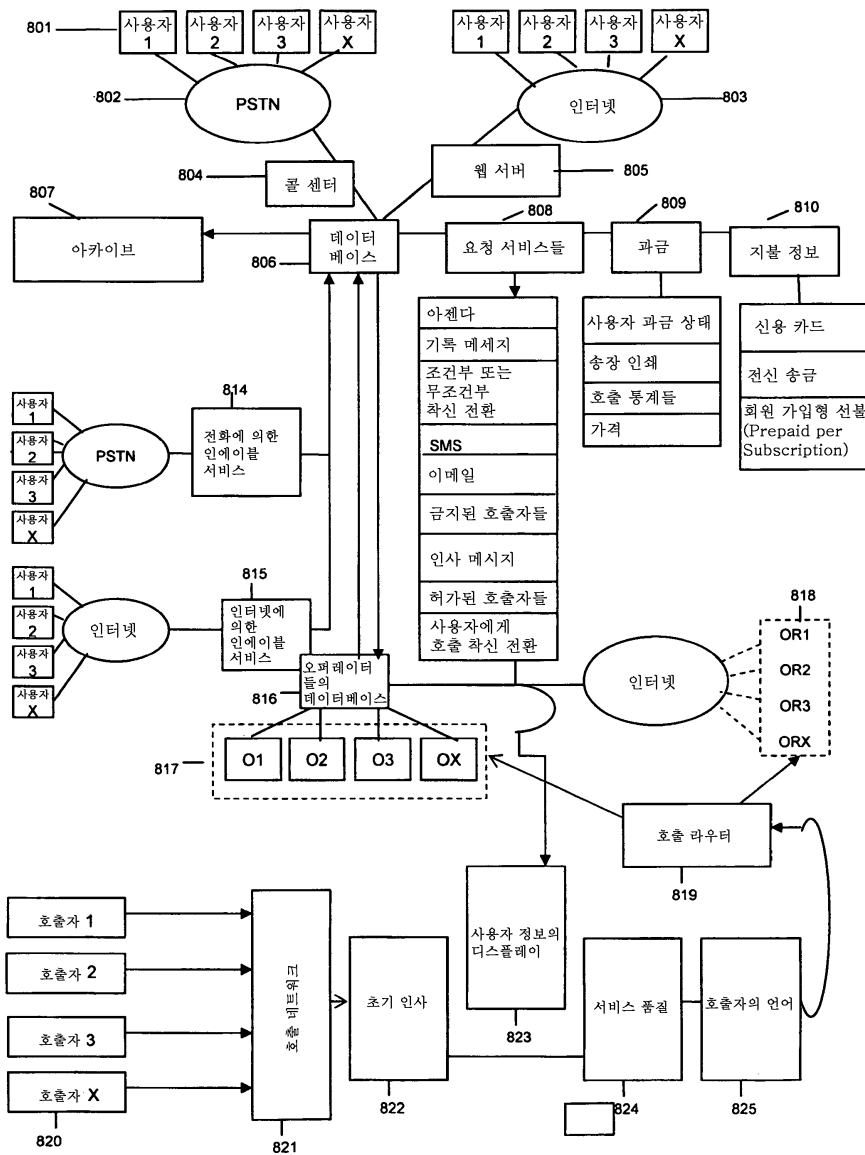 801
사용자
1
사용자
2
사용자
3
사용자
X
사용자
1
사용자
2
사용자
3
사용자
X
802
PSTN
인터넷
803
804
콜 센터
웹 서버
805
807
아카이브
데이터
베이스
806
808
요청 서비스들
809
과금
810
지불 정보
아젠다
기록 메세지
조건부 또는
무조건부
착신 전환
SMS
이메일
금지된 호출자들
인사 메시지
허가된 호출자들
사용자에게
호출 착신 전환
사용자 과금 상태
송장 인쇄
호출 통계들
가격
신용 카드
전신 송금
회원 가입형 선불
(Prepaid per
Subscription)
사용자
1
사용자
2
사용자
3
사용자
X
PSTN
814
전화에 의한
인에이블
서비스
사용자
1
사용자
2
사용자
3
사용자
X
인터넷
815
인터넷에
의한
인에이블
서비스
오퍼레이터
들의
데이터베이스
816
817
O1
O2
O3
OX
인터넷
818
OR1
OR2
OR3
ORX
호출 라우터
819
호출자 1
호출자 2
호출자 3
호출자 X
820
호출 네트워크
821
초기 인사
822
사용자 정보의
디스플레이
823
서비스 품질
824
호출자의 언어
825